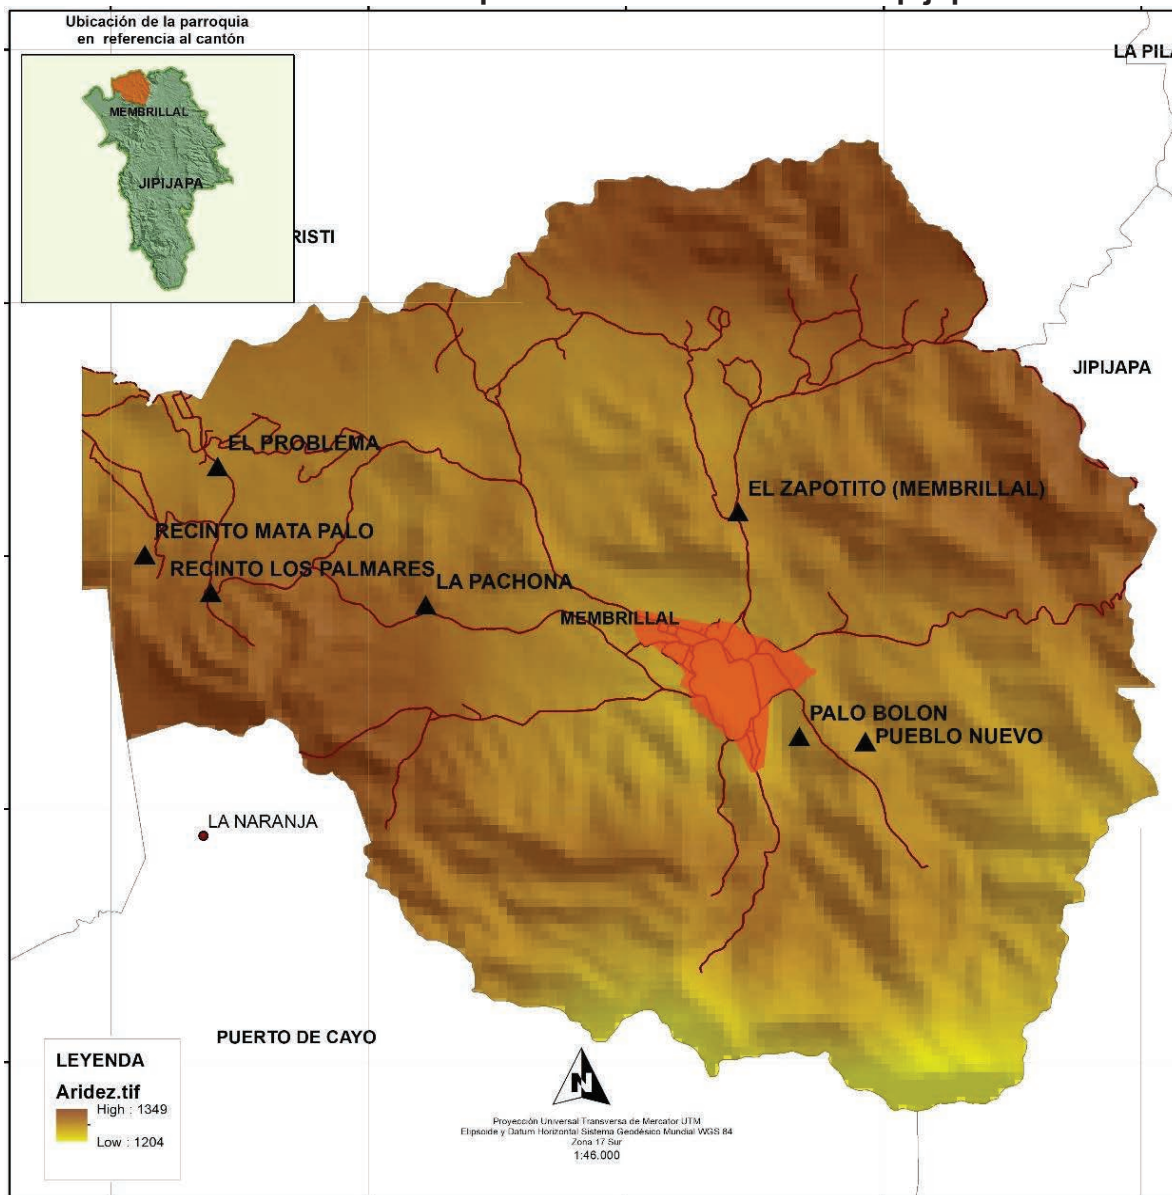 Ubicación de la parroquia
en referencia al cantón
MEMBRILLAL
JIPIJAPA
LA PILA
RISTI
JIPIJAPA
EL PROBLEMA
EL ZAPOTITO (MEMBRILLAL)
RECINTO MATA PALO
RECINTO LOS PALMARES
LA PACHONA
MEMBRILLAL
PALO BOLON
PUEBLO NUEVO
LA NARANJA
PUERTO DE CAYO
LEYENDA
Aridez.tif
High : 1349
Low : 1204
N
Proyección Universal Transversa de Mercator UTM
Elipsoide y Datum Horizontal Sistema Geodésico Mundial WGS 84
Zona 17 Sur
1:46.000